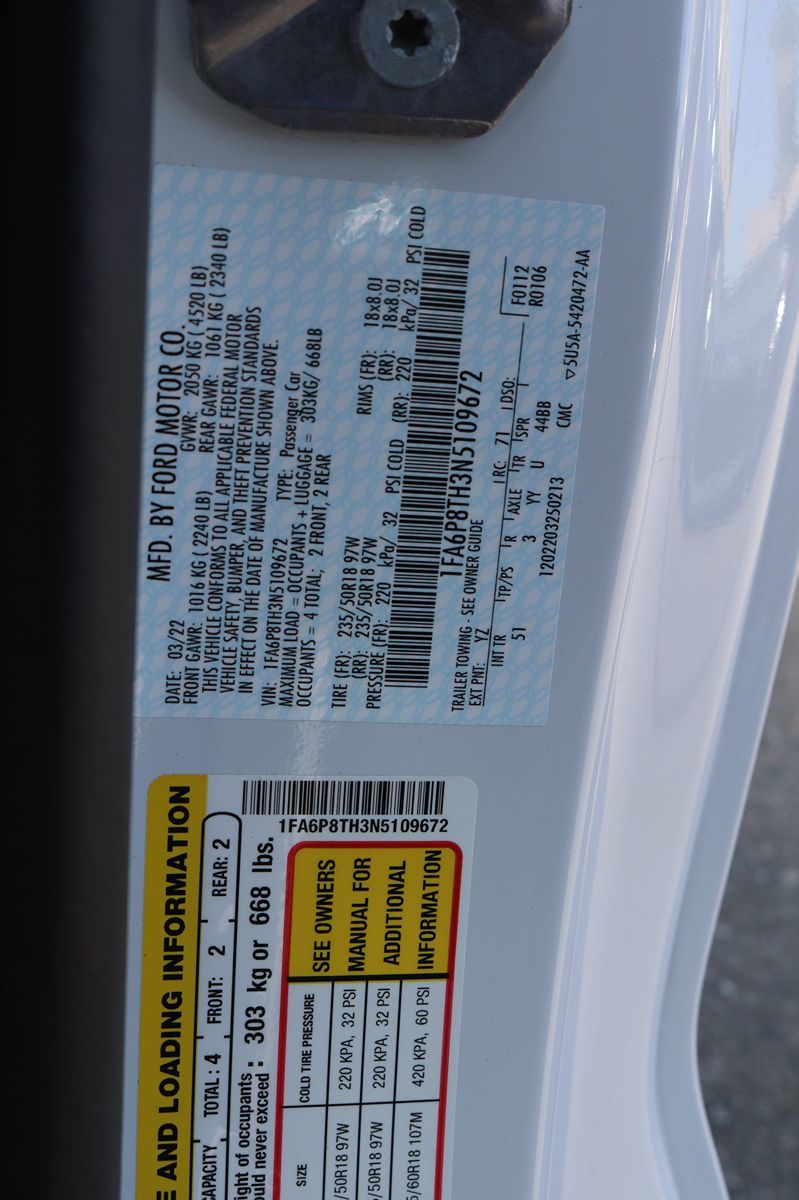 MFD. BY FORD MOTOR CO.
DATE: 03/22 GVWR: 2050 KG ( 4520 LB)
FRONT GAWR: 1016 KG ( 2240 LB) REAR GAWR: 1061 KG ( 2340 LB)
THIS VEHICLE CONFORMS TO ALL APPLICABLE FEDERAL MOTOR
VEHICLE SAFETY, BUMPER, AND THEFT PREVENTION STANDARDS
IN EFFECT ON THE DATE OF MANUFACTURE SHOWN ABOVE.
VIN: 1FA6P8TH3N5109672 TYPE: Passenger Car
MAXIMUM LOAD = OCCUPANTS + LUGGAGE = 303KG/ 668LB
OCCUPANTS = 4 TOTAL; 2 FRONT, 2 REAR
TIRE (FR): 235/50R18 97W RIMS (FR): 18x8.0J
(RR): 235/50R18 97W (RR): 18x8.0J
PRESSURE (FR): 220 kPa/ 32 PSI COLD (RR): 220 kPa/ 32 PSI COLD
1FA6P8TH3N5109672
TRAILER TOWING - SEE OWNER GUIDE
EXT PNT: YZ RC: 71 DSO: F0112
INT TR TP/PS R AXLE TR SPR R0106
51 3 YY U 44BB
1202203250213 CMC ▽5U5A-5420472-AA
E AND LOADING INFORMATION
CAPACITY TOTAL : 4 FRONT: 2 REAR: 2
ight of occupants
ould never exceed : 303 kg or 668 lbs.
1FA6P8TH3N5109672
SIZE COLD TIRE PRESSURE
/50R18 97W 220 KPA, 32 PSI
/50R18 97W 220 KPA, 32 PSI
5/60R18 107M 420 KPA, 60 PSI
SEE OWNERS
MANUAL FOR
ADDITIONAL
INFORMATION